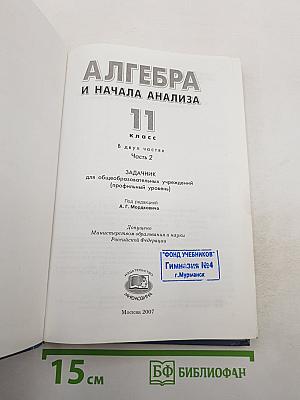 АЛГЕБРА
И НАЧАЛА АНАЛИЗА
11
класс
В двух частях
Часть 2
ЗАДАЧНИК
для общеобразовательных учреждений
(профильный уровень)
Под редакцией
А. Г. Мордковича
Допущено
Министерством образования и науки
Российской Федерации
"ФОНД УЧЕБНИКОВ"
Гимназия №4
г.Мурманск
МНЕМОЗИНА
Москва 2007
15 см
БФ БИБЛИОФАН